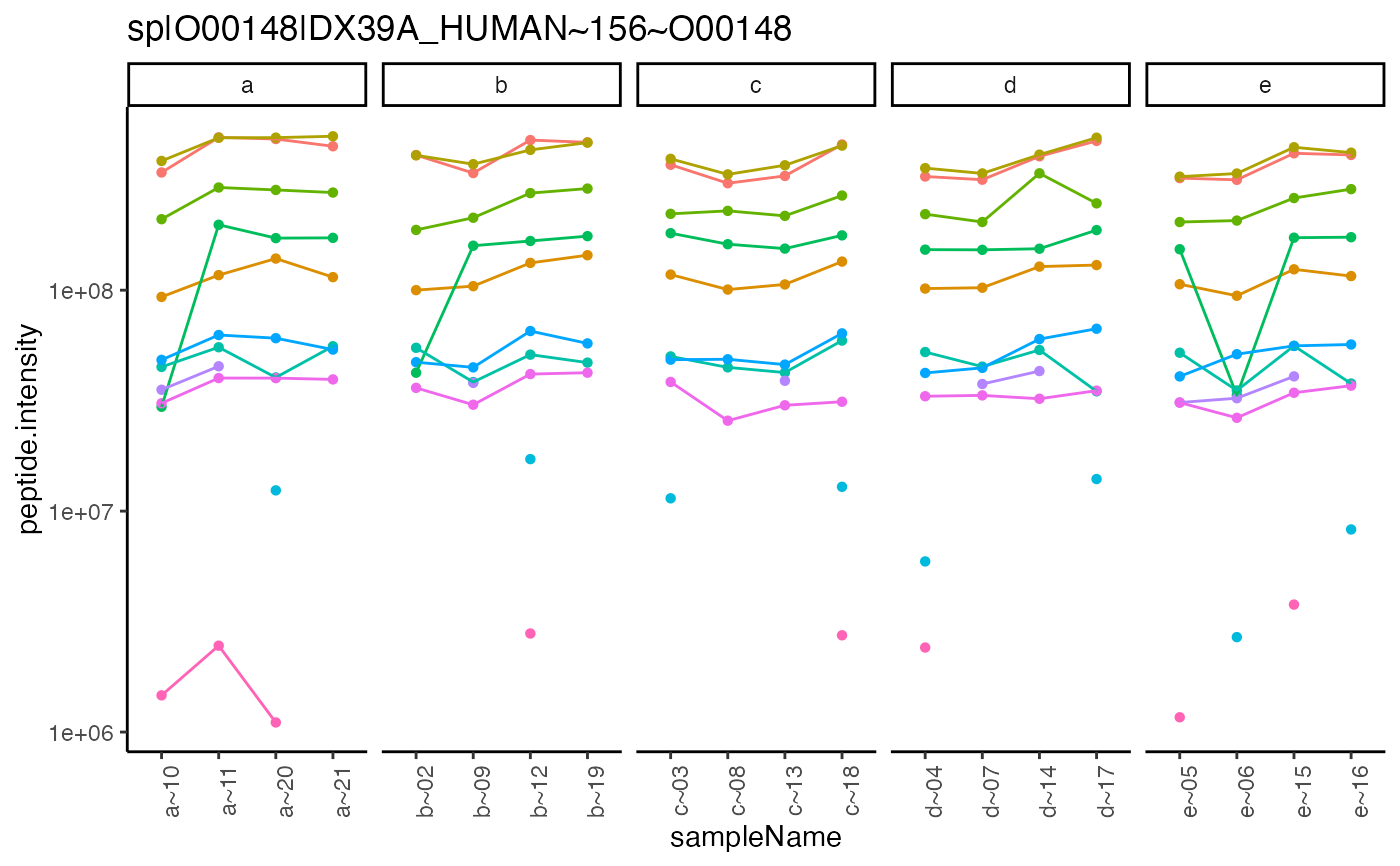 sp|O00148|DX39A_HUMAN~156~O00148
a
b
c
d
e
peptide.intensity
1e+08
1e+07
1e+06
a~10
a~11
a~20
a~21
b~02
b~09
b~12
b~19
c~03
c~08
c~13
c~18
d~04
d~07
d~14
d~17
e~05
e~06
e~15
e~16
sampleName